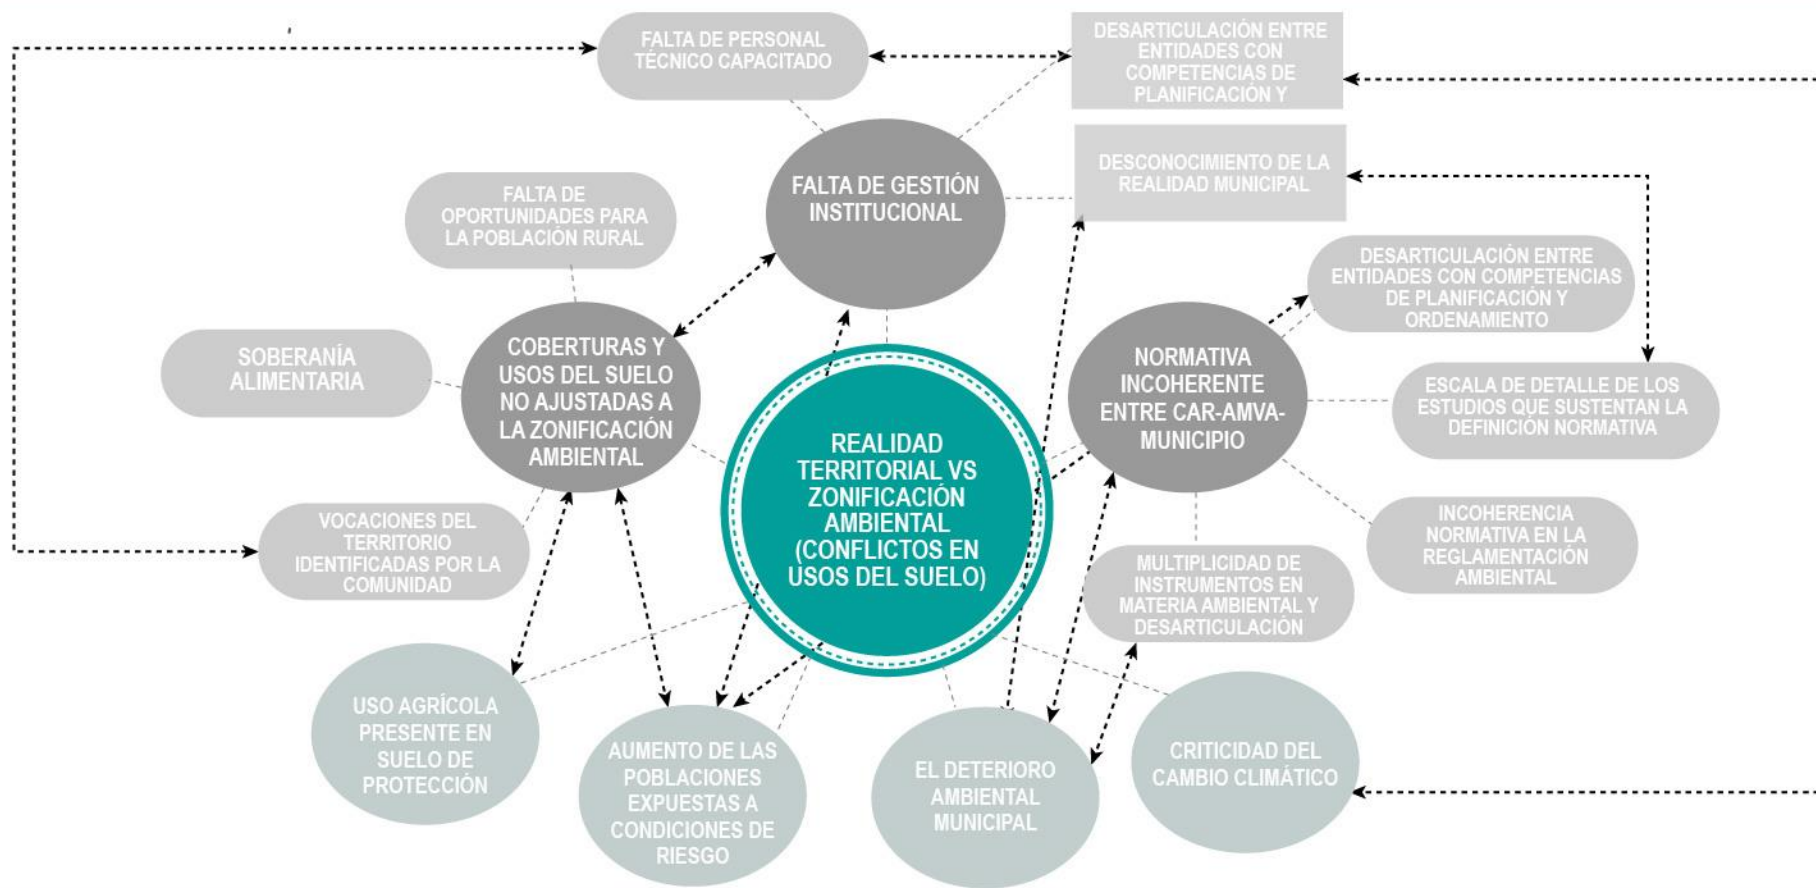 FALTA DE PERSONAL
TÉCNICO CAPACITADO
DESARTICULACIÓN ENTRE
ENTIDADES CON
COMPETENCIAS DE
PLANIFICACIÓN Y
FALTA DE GESTIÓN
INSTITUCIONAL
DESCONOCIMIENTO DE LA
REALIDAD MUNICIPAL
FALTA DE
OPORTUNIDADES PARA
LA POBLACIÓN RURAL
DESARTICULACIÓN ENTRE
ENTIDADES CON COMPETENCIAS
DE PLANIFICACIÓN Y
ORDENAMIENTO
SOBERANÍA
ALIMENTARIA
COBERTURAS Y
USOS DEL SUELO
NO AJUSTADAS A
LA ZONIFICACIÓN
AMBIENTAL
NORMATIVA
INCOHERENTE
ENTRE CAR-AMVA-
MUNICIPIO
ESCALA DE DETALLE DE LOS
ESTUDIOS QUE SUSTENTAN LA
DEFINICIÓN NORMATIVA
REALIDAD
TERRITORIAL VS
ZONIFICACIÓN
AMBIENTAL
(CONFLICTOS EN
USOS DEL SUELO)
VOCACIONES DEL
TERRITORIO
IDENTIFICADAS POR LA
COMUNIDAD
INCOHERENCIA
NORMATIVA EN LA
REGLAMENTACIÓN
AMBIENTAL
MULTIPLICIDAD DE
INSTRUMENTOS EN
MATERIA AMBIENTAL Y
DESARTICULACIÓN
USO AGRÍCOLA
PRESENTE EN
SUELO DE
PROTECCIÓN
AUMENTO DE LAS
POBLACIONES
EXPUESTAS A
CONDICIONES DE
RIESGO
EL DETERIORO
AMBIENTAL
MUNICIPAL
CRITICIDAD DEL
CAMBIO CLIMÁTICO